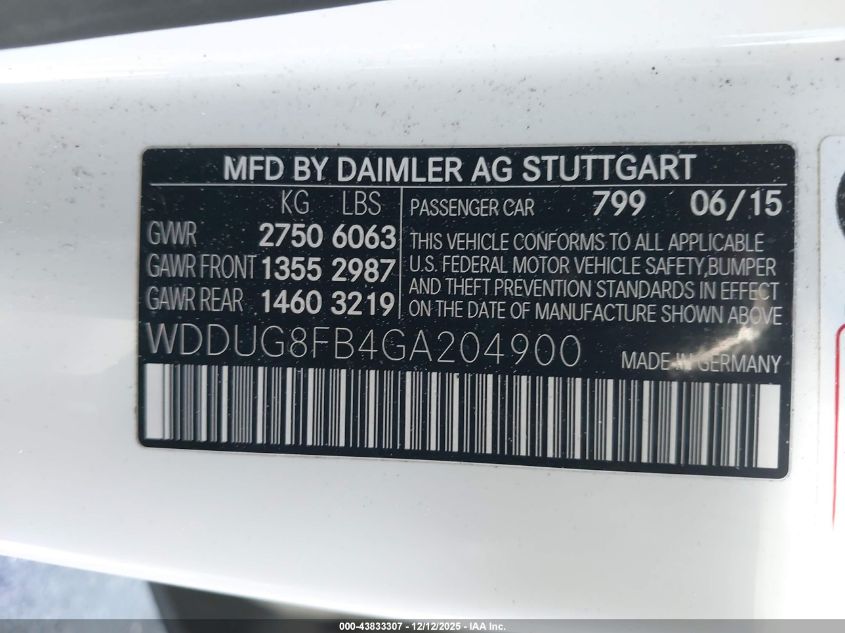 MFD BY DAIMLER AG STUTTGART
KG LBS
GVWR 2750 6063
GAWR FRONT 1355 2987
GAWR REAR 1460 3219
PASSENGER CAR 799 06/15
THIS VEHICLE CONFORMS TO ALL APPLICABLE
U.S. FEDERAL MOTOR VEHICLE SAFETY,BUMPER
AND THEFT PREVENTION STANDARDS IN EFFECT
ON THE DATE OF MANUFACTURE SHOWN ABOVE
WDDUG8FB4GA204900
MADE IN GERMANY
000-43833307 - 12/12/2025 - IAA Inc.